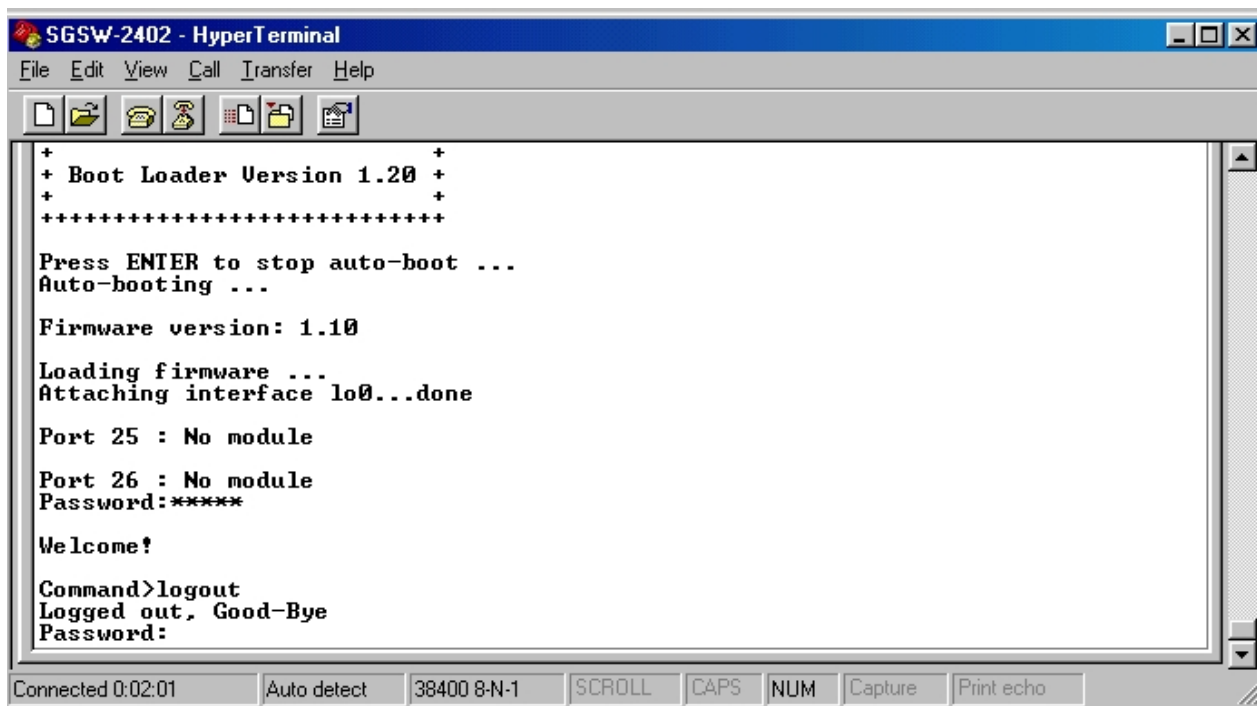 SGSW-2402 - HyperTerminal
File Edit View Call Transfer Help
+ +
+ Boot Loader Version 1.20 +
+ +
++++++++++++++++++++++++++++
Press ENTER to stop auto-boot ...
Auto-booting ...
Firmware version: 1.10
Loading firmware ...
Attaching interface lo0...done
Port 25 : No module
Port 26 : No module
Password:*****
Welcome!
Command>logout
Logged out, Good-Bye
Password:
Connected 0:02:01 Auto detect 38400 8-N-1 SCROLL CAPS NUM Capture Print echo